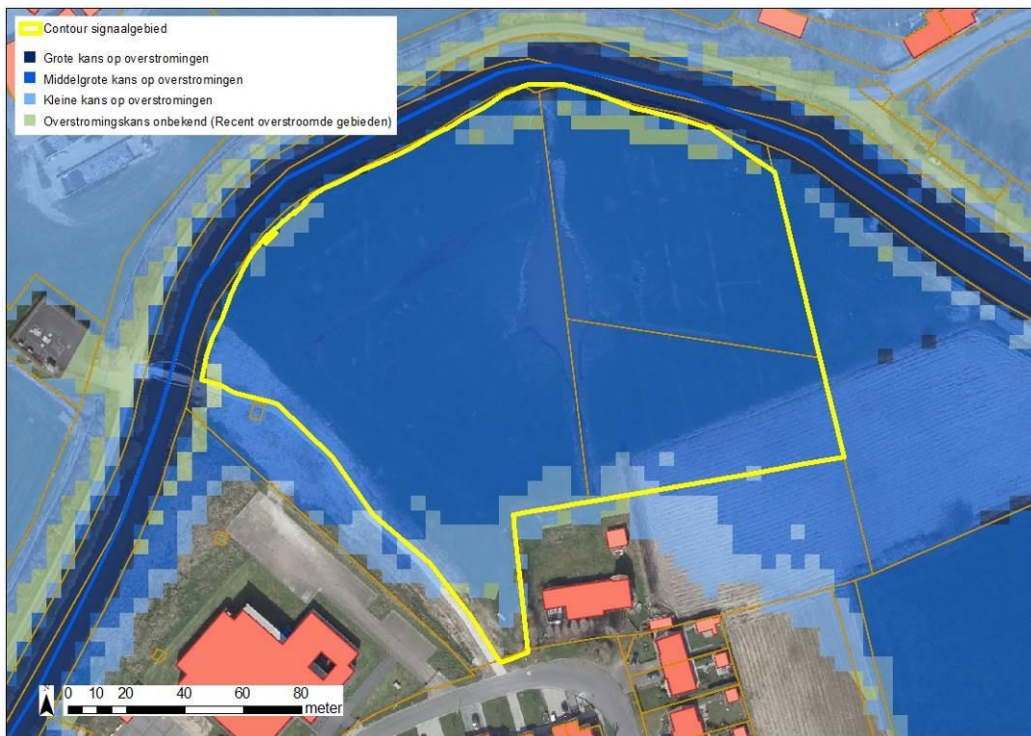 Contour signaalgebied
Grote kans op overstromingen
Middelgrote kans op overstromingen
Kleine kans op overstromingen
Overstromingskans onbekend (Recent overstroomde gebieden)
0 10 20 40 60 80
meter